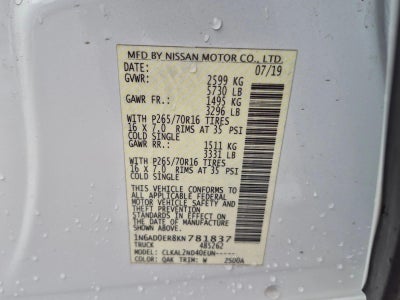 MFD BY NISSAN MOTOR CO., LTD.
DATE: 07/19
GVWR: 2599 KG
5730 LB
GAWR FR.: 1495 KG
3296 LB
WITH P265/70R16 TIRES
16 X 7.0 RIMS AT 35 PSI
COLD SINGLE
GAWR RR.: 1511 KG
3331 LB
WITH P265/70R16 TIRES
16 X 7.0 RIMS AT 35 PSI
COLD SINGLE
THIS VEHICLE CONFORMS TO
ALL APPLICABLE FEDERAL
MOTOR VEHICLE SAFETY AND
THEFT PREVENTION
STANDARDS IN EFFECT ON
THE DATE OF MANUFACTURE
SHOWN ABOVE.
1N6AD0ER8KN781837
TRUCK 485262
MODEL: CLKAL2ND40EUN-----
COLOR: QAK TRIM: W 2500A